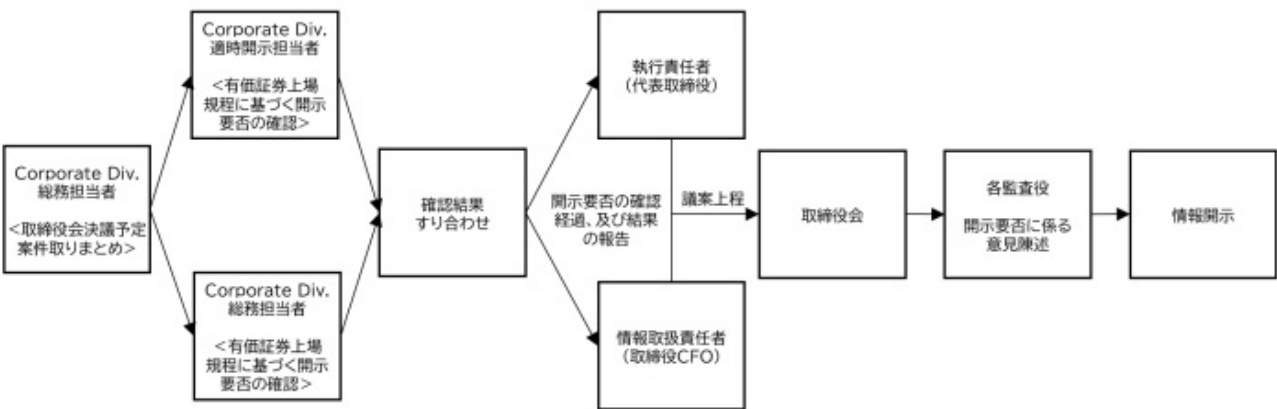 Corporate Div.
総務担当者
<取締役会決議予定
案件取りまとめ>
Corporate Div.
適時開示担当者
<有価証券上場
規程に基づく開示
要否の確認>
Corporate Div.
総務担当者
<有価証券上場
規程に基づく開示
要否の確認>
確認結果
すり合わせ
執行責任者
(代表取締役)
開示要否の確認
経過、及び結果
の報告
情報取扱責任者
(取締役CFO)
議案上程
取締役会
各監査役
開示要否に係る
意見陳述
情報開示